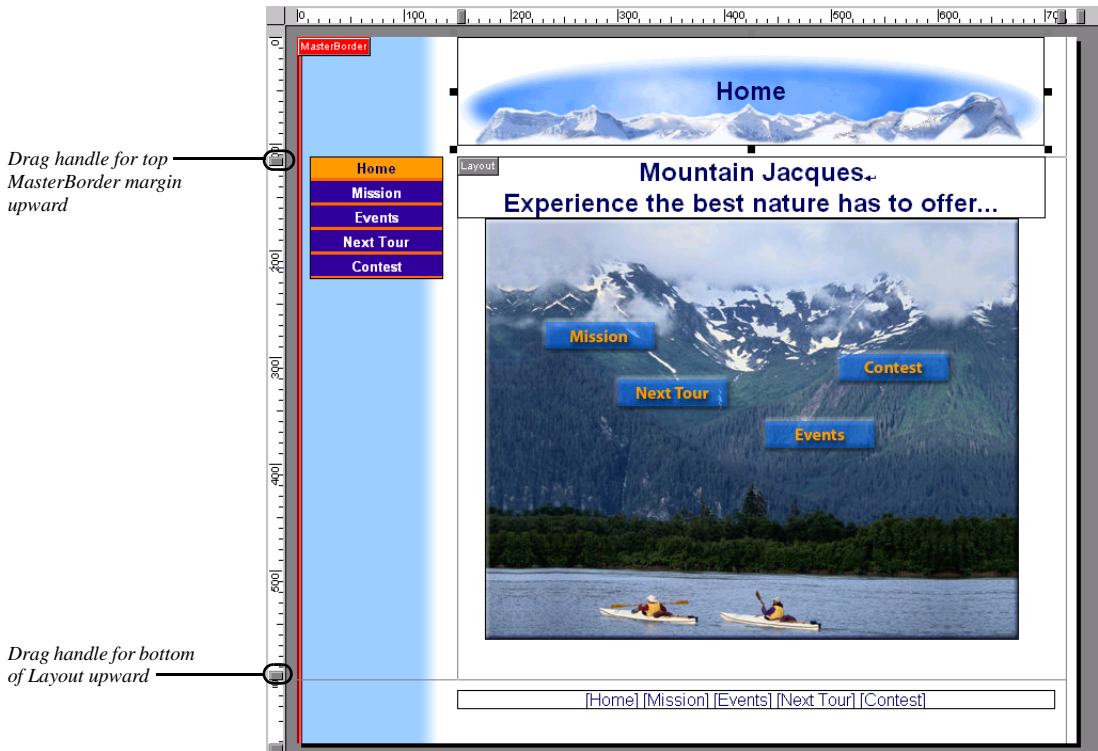 0 100 200 300 400 500 600 70
0
MasterBorder
Home
Drag handle for top
MasterBorder margin
upward
Home
Mission
Events
Next Tour
Contest
Layout
Mountain Jacques↵
Experience the best nature has to offer...
200
Mission
Contest
300
Next Tour
Events
400
500
Drag handle for bottom
of Layout upward
[Home] [Mission] [Events] [Next Tour] [Contest]